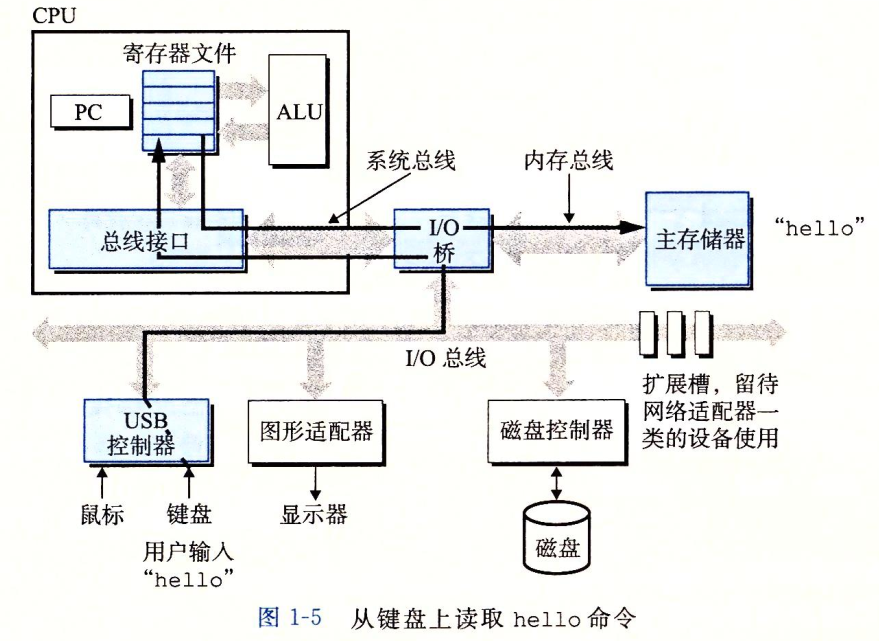 CPU
寄存器文件
PC
ALU
系统总线
内存总线
总线接口
I/O
桥
主存储器
“hello”
I/O 总线
扩展槽，留待
网络适配器一
类的设备使用
USB
控制器
图形适配器
磁盘控制器
鼠标
键盘
显示器
磁盘
用户输入
“hello”
图 1-5 从键盘上读取 hello 命令